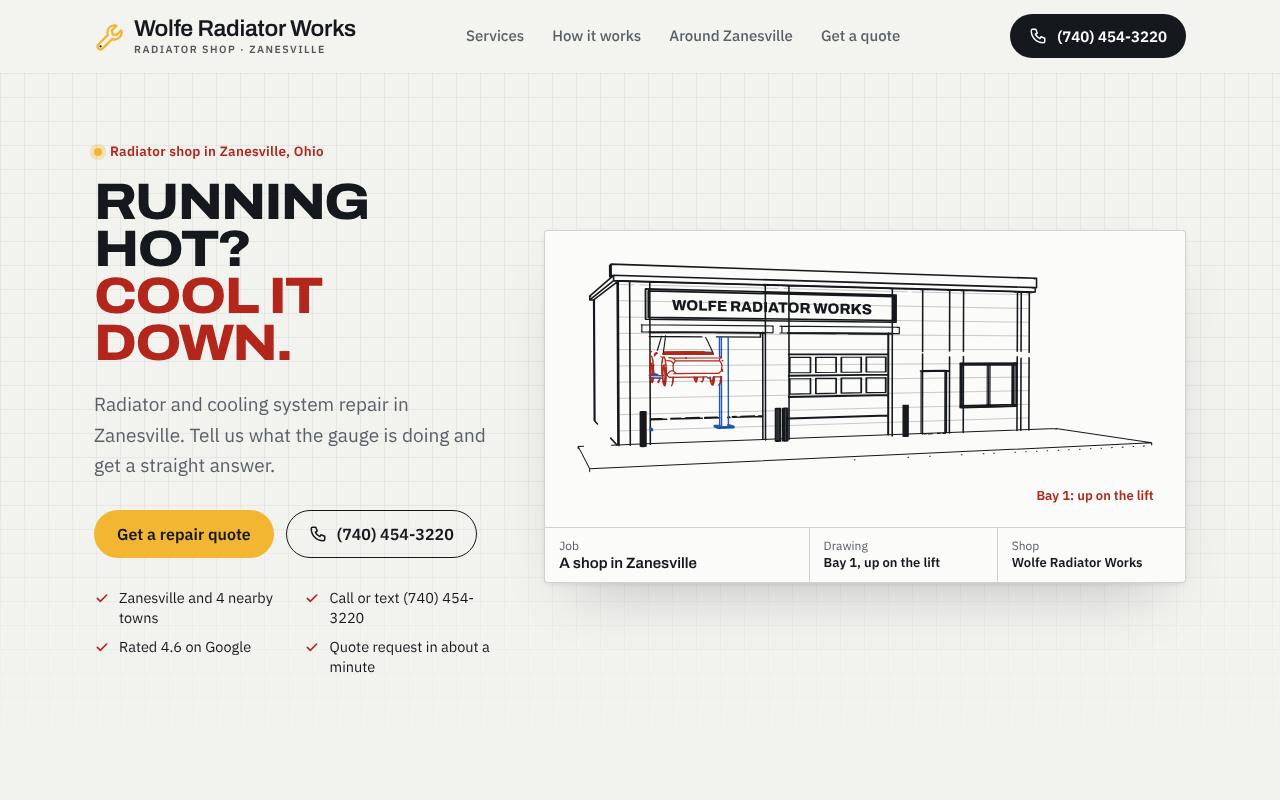 Wolfe Radiator Works
RADIATOR SHOP · ZANESVILLE
Services
How it works
Around Zanesville
Get a quote
(740) 454-3220
Radiator shop in Zanesville, Ohio
RUNNING
HOT?
COOL IT
DOWN.
Radiator and cooling system repair in
Zanesville. Tell us what the gauge is doing and
get a straight answer.
Get a repair quote
(740) 454-3220
Zanesville and 4 nearby
towns
Call or text (740) 454-
3220
Rated 4.6 on Google
Quote request in about a
minute
WOLFE RADIATOR WORKS
Bay 1: up on the lift
Job
A shop in Zanesville
Drawing
Bay 1, up on the lift
Shop
Wolfe Radiator Works